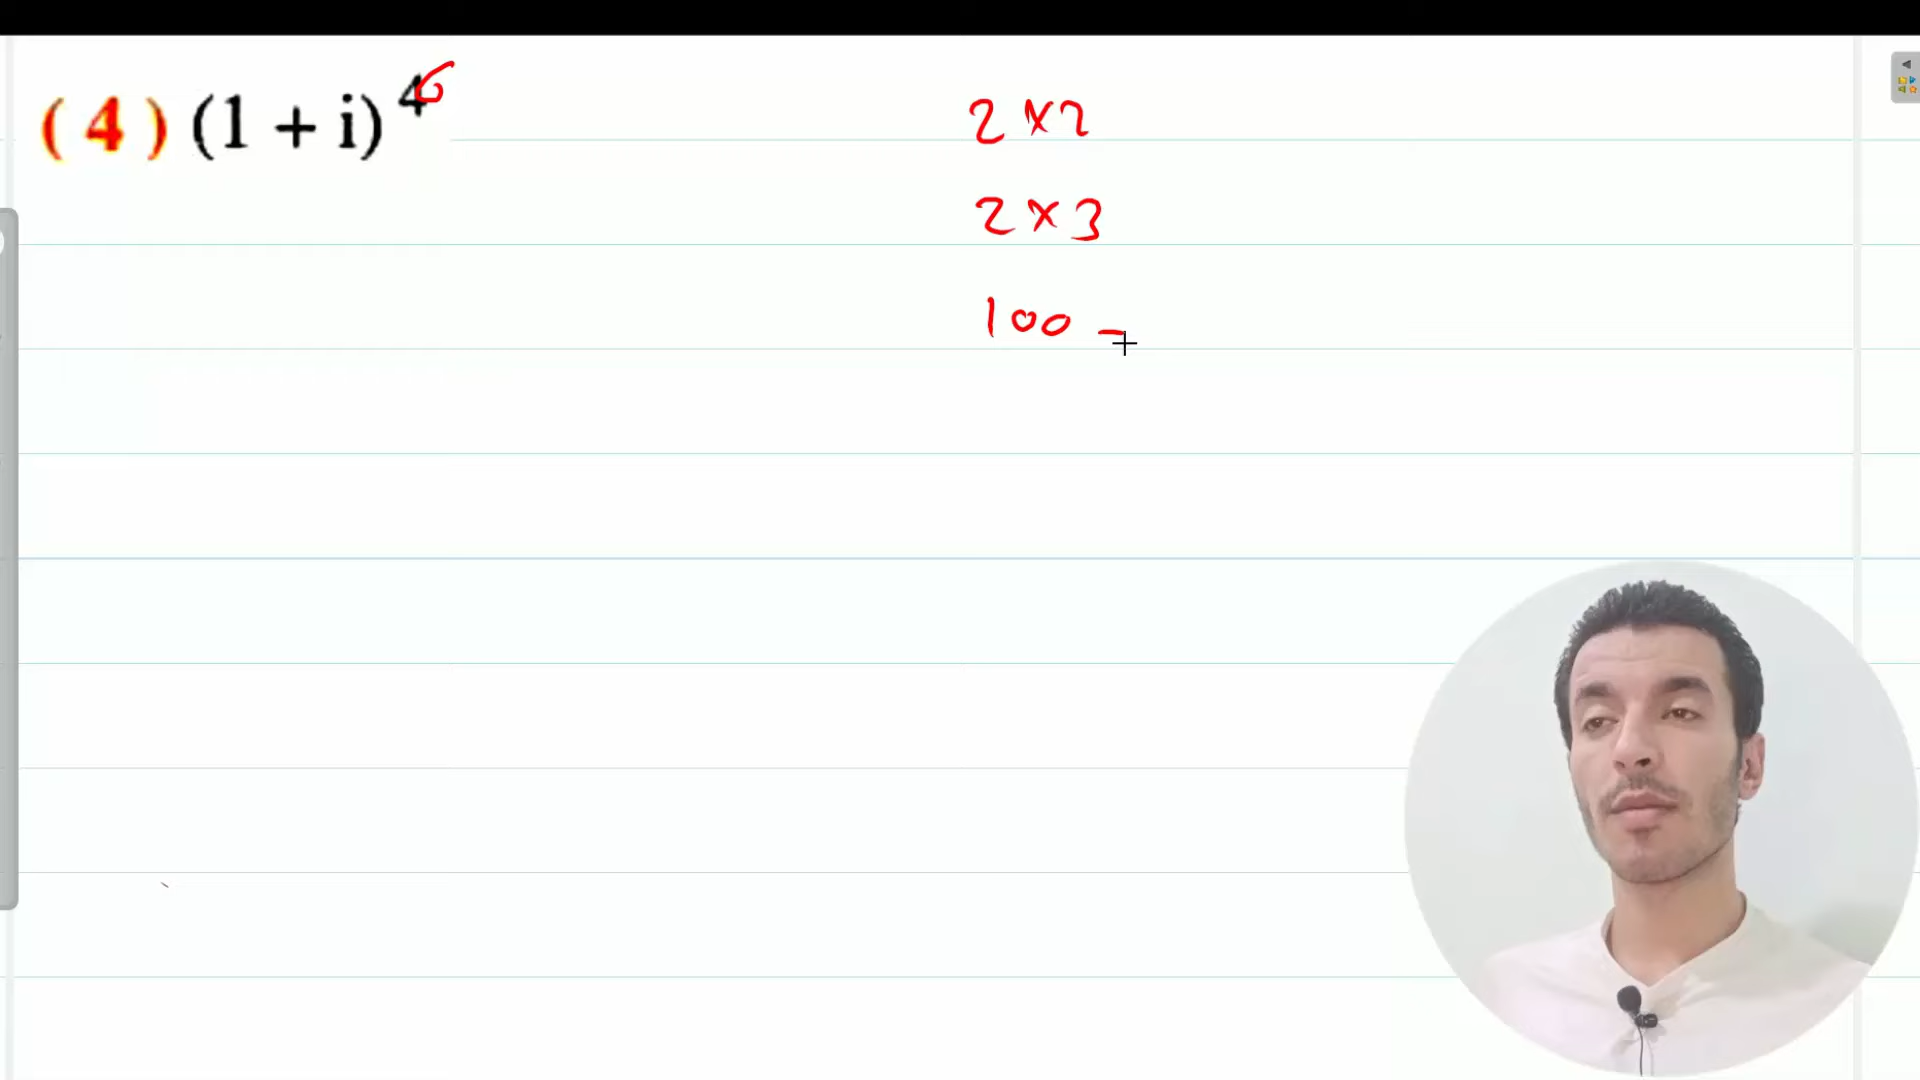 ( 4 ) (1 + i)⁴ 6
2 × 2
2 × 3
100 -